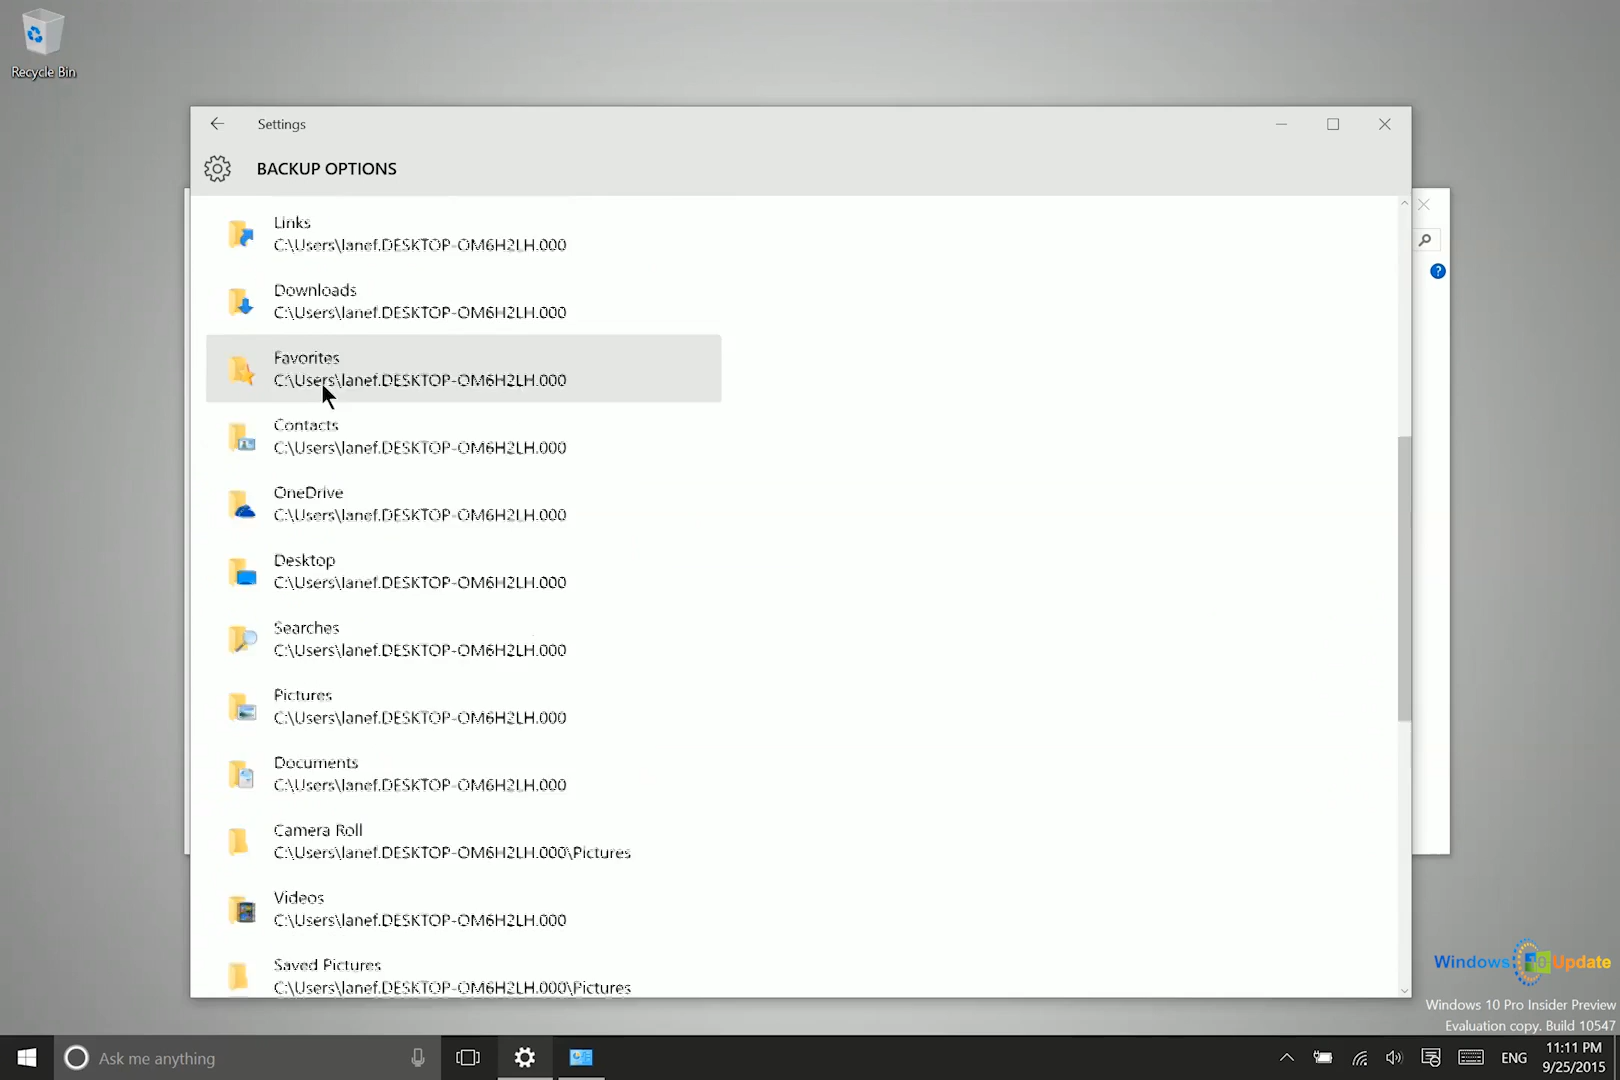 Recycle Bin
Settings
BACKUP OPTIONS
Links
C:\Users\lanef.DESKTOP-OM6H2LH.000
Downloads
C:\Users\lanef.DESKTOP-OM6H2LH.000
Favorites
C:\Users\lanef.DESKTOP-OM6H2LH.000
Contacts
C:\Users\lanef.DESKTOP-OM6H2LH.000
OneDrive
C:\Users\lanef.DESKTOP-OM6H2LH.000
Desktop
C:\Users\lanef.DESKTOP-OM6H2LH.000
Searches
C:\Users\lanef.DESKTOP-OM6H2LH.000
Pictures
C:\Users\lanef.DESKTOP-OM6H2LH.000
Documents
C:\Users\lanef.DESKTOP-OM6H2LH.000
Camera Roll
C:\Users\lanef.DESKTOP-OM6H2LH.000\Pictures
Videos
C:\Users\lanef.DESKTOP-OM6H2LH.000
Saved Pictures
C:\Users\lanef.DESKTOP-OM6H2LH.000\Pictures
Windows 10 Update
Windows 10 Pro Insider Preview
Evaluation copy. Build 10547
Ask me anything
ENG
11:11 PM
9/25/2015